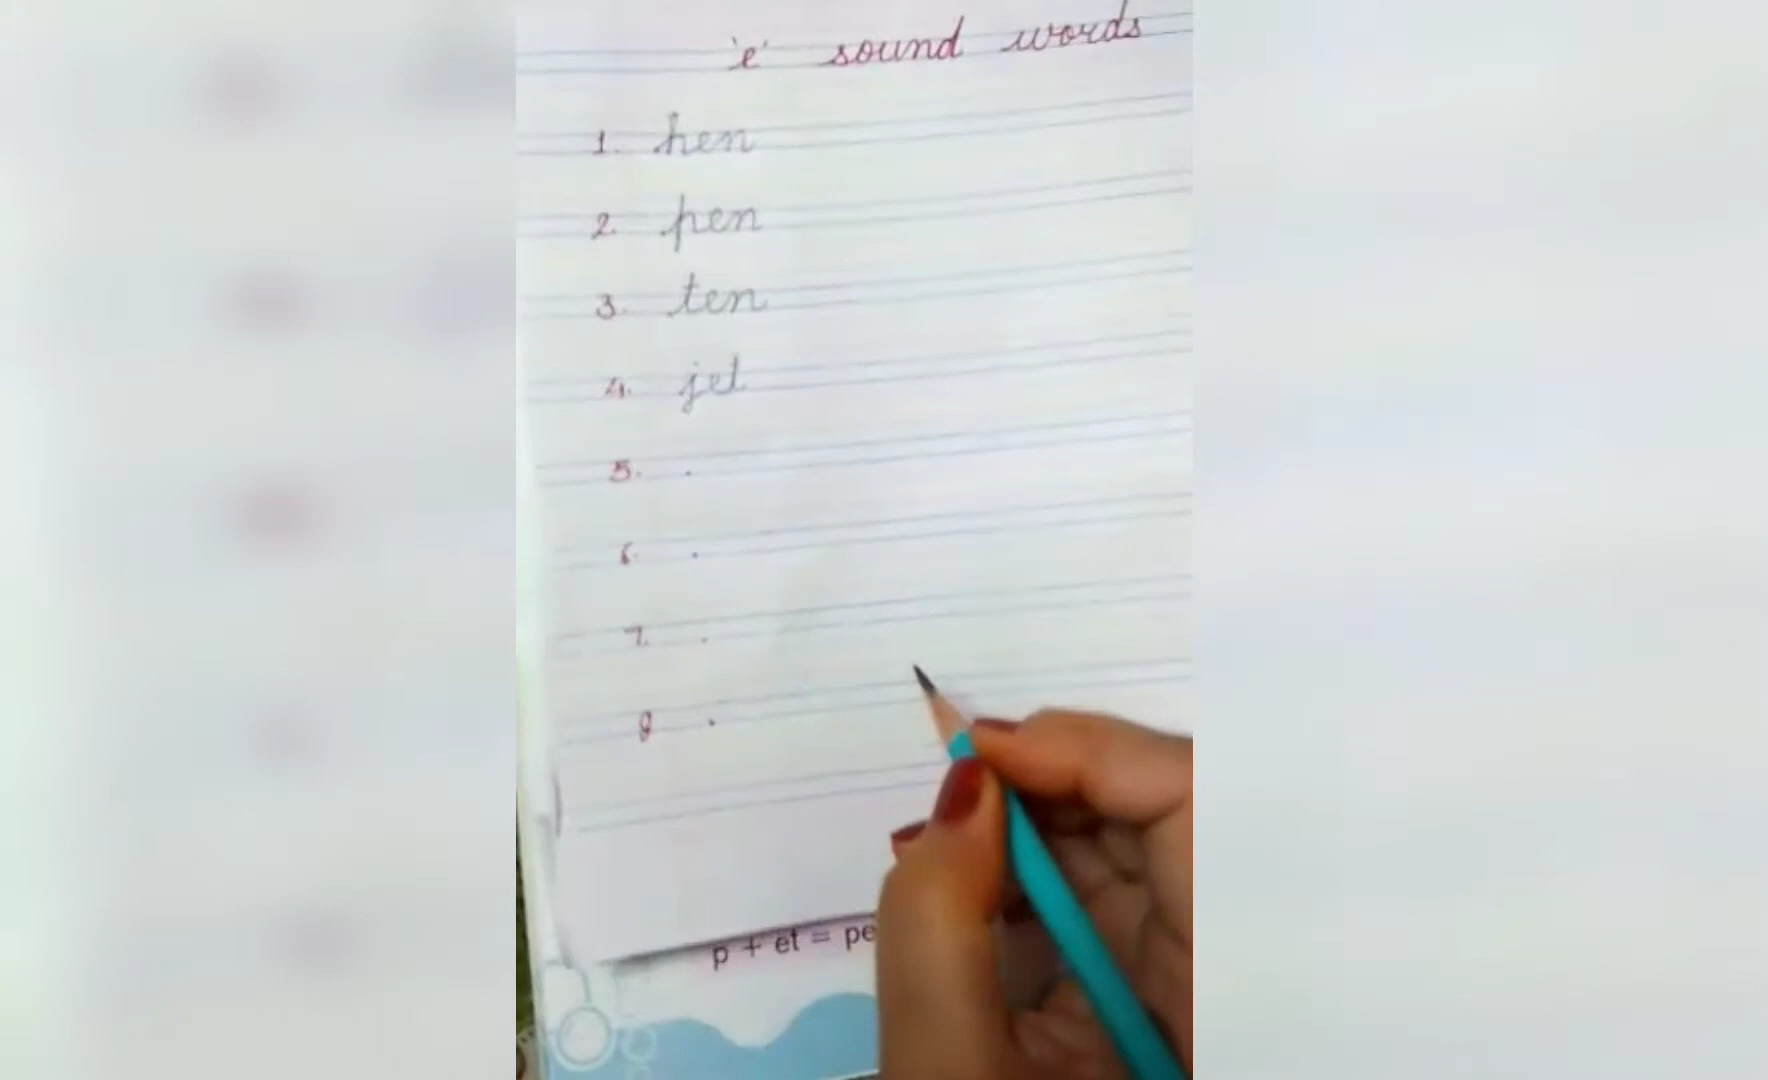 'e' sound words
1. hen
2. pen
3. ten
4. jet
5. .
6. .
7. .
8 .
p + et = pe